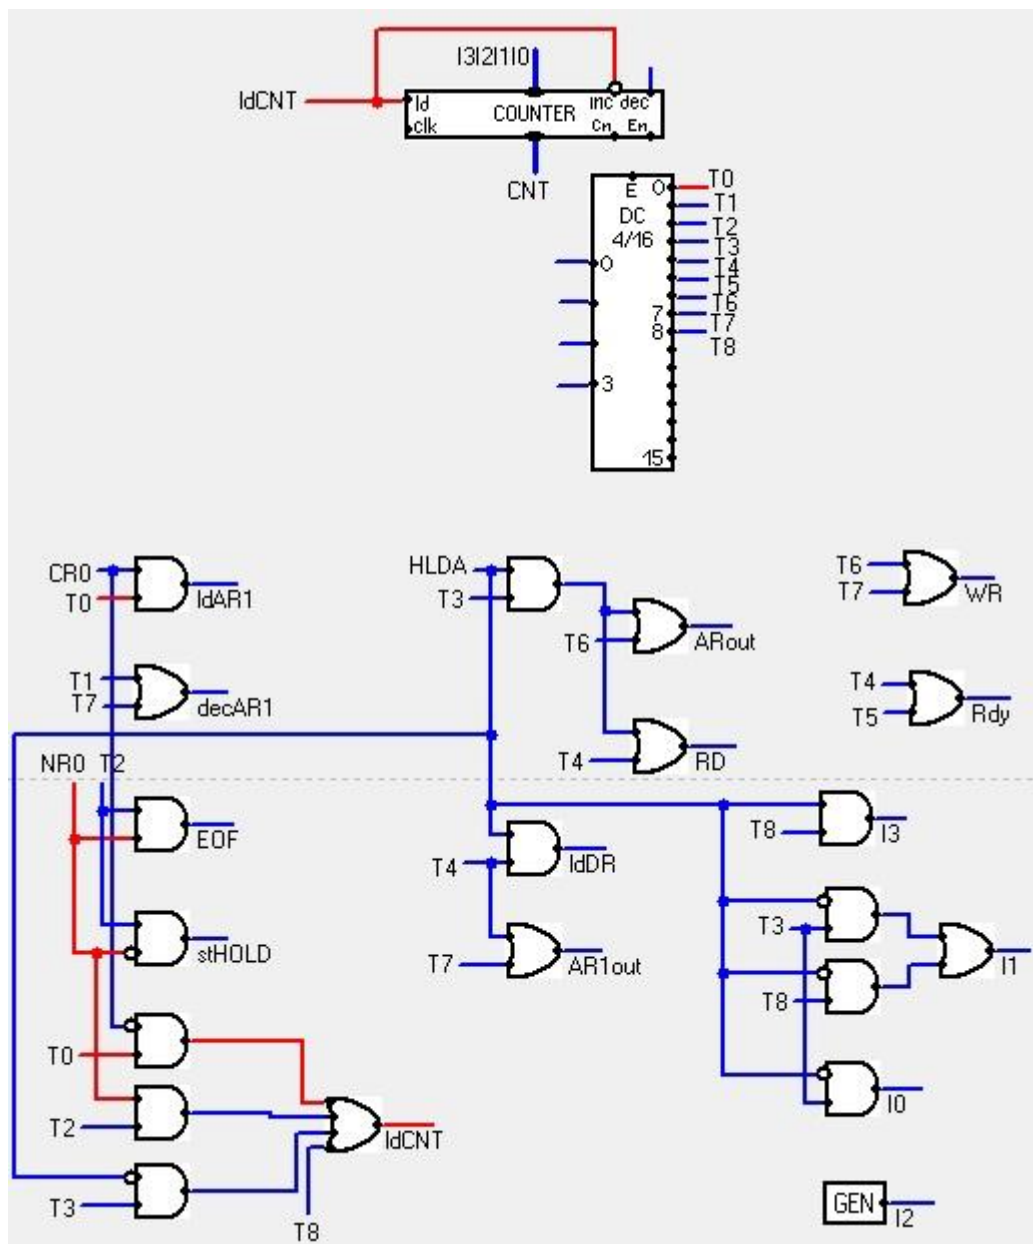 I3I2I1I0
ldCNT
ld
inc dec
COUNTER
clk
Cn En
CNT
E 0
T0
DC
T1
4/16
T2
T3
0
T4
T5
T6
7
T7
8
T8
3
15
CR0
T0
ldAR1
HLDA
T3
T6
ARout
T6
T7
WR
T1
T7
decAR1
T4
RD
T4
T5
Rdy
NR0 T2
EOF
T4
ldDR
T8
I3
stHOLD
T7
AR1out
T3
T8
I1
T0
T2
ldCNT
I0
T3
T8
GEN
I2